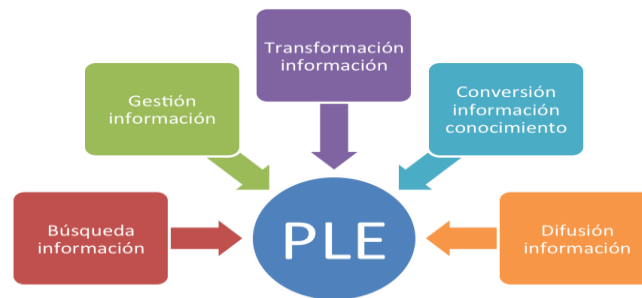 Transformación
información
Gestión
información
Conversión
información
conocimiento
Búsqueda
información
PLE
Difusión
información